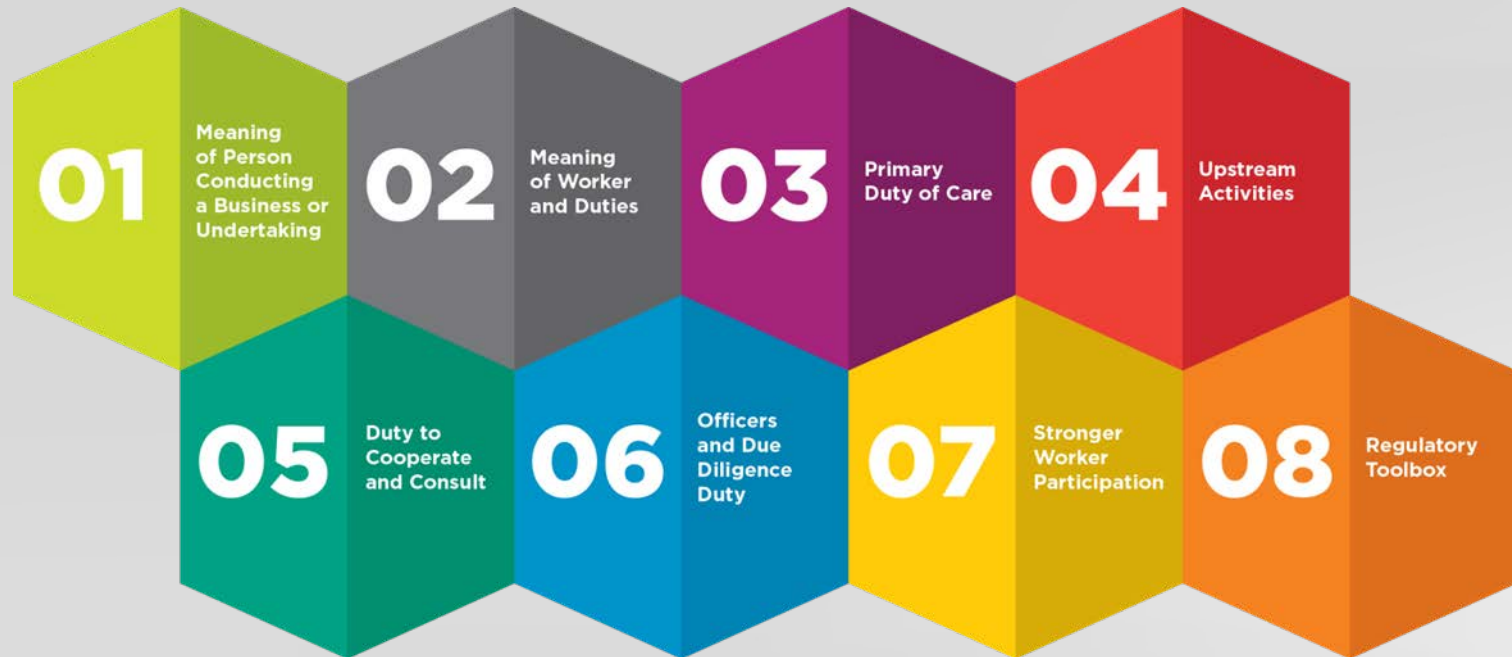 01
Meaning
of Person
Conducting
a Business or
Undertaking
02
Meaning
of Worker
and Duties
03
Primary
Duty of Care
04
Upstream
Activities
05
Duty to
Cooperate
and Consult
06
Officers
and Due
Diligence
Duty
07
Stronger
Worker
Participation
08
Regulatory
Toolbox